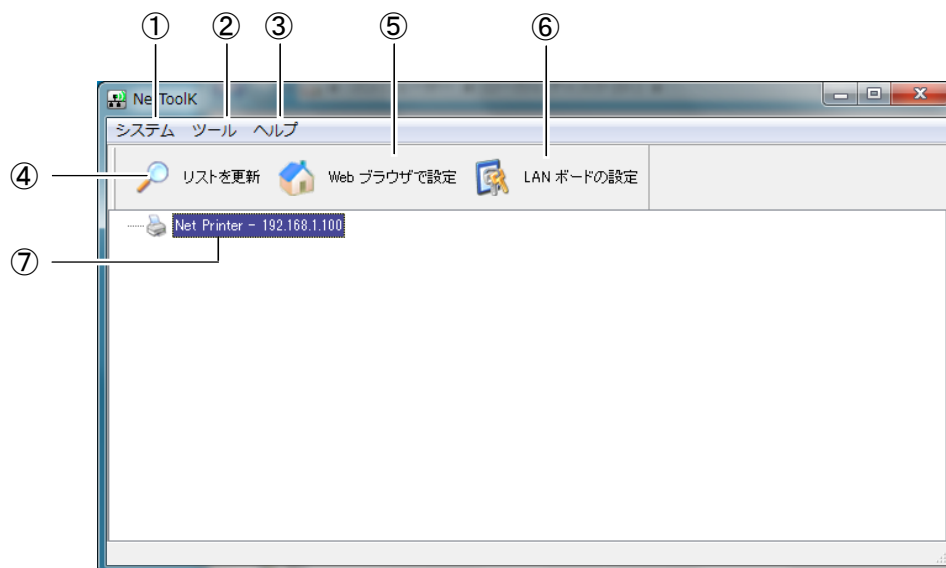 ① ② ③ ⑤ ⑥
NetToolK
システム ツール ヘルプ
④ リストを更新 Web ブラウザで設定 LAN ボードの設定
Net Printer - 192.168.1.100
⑦